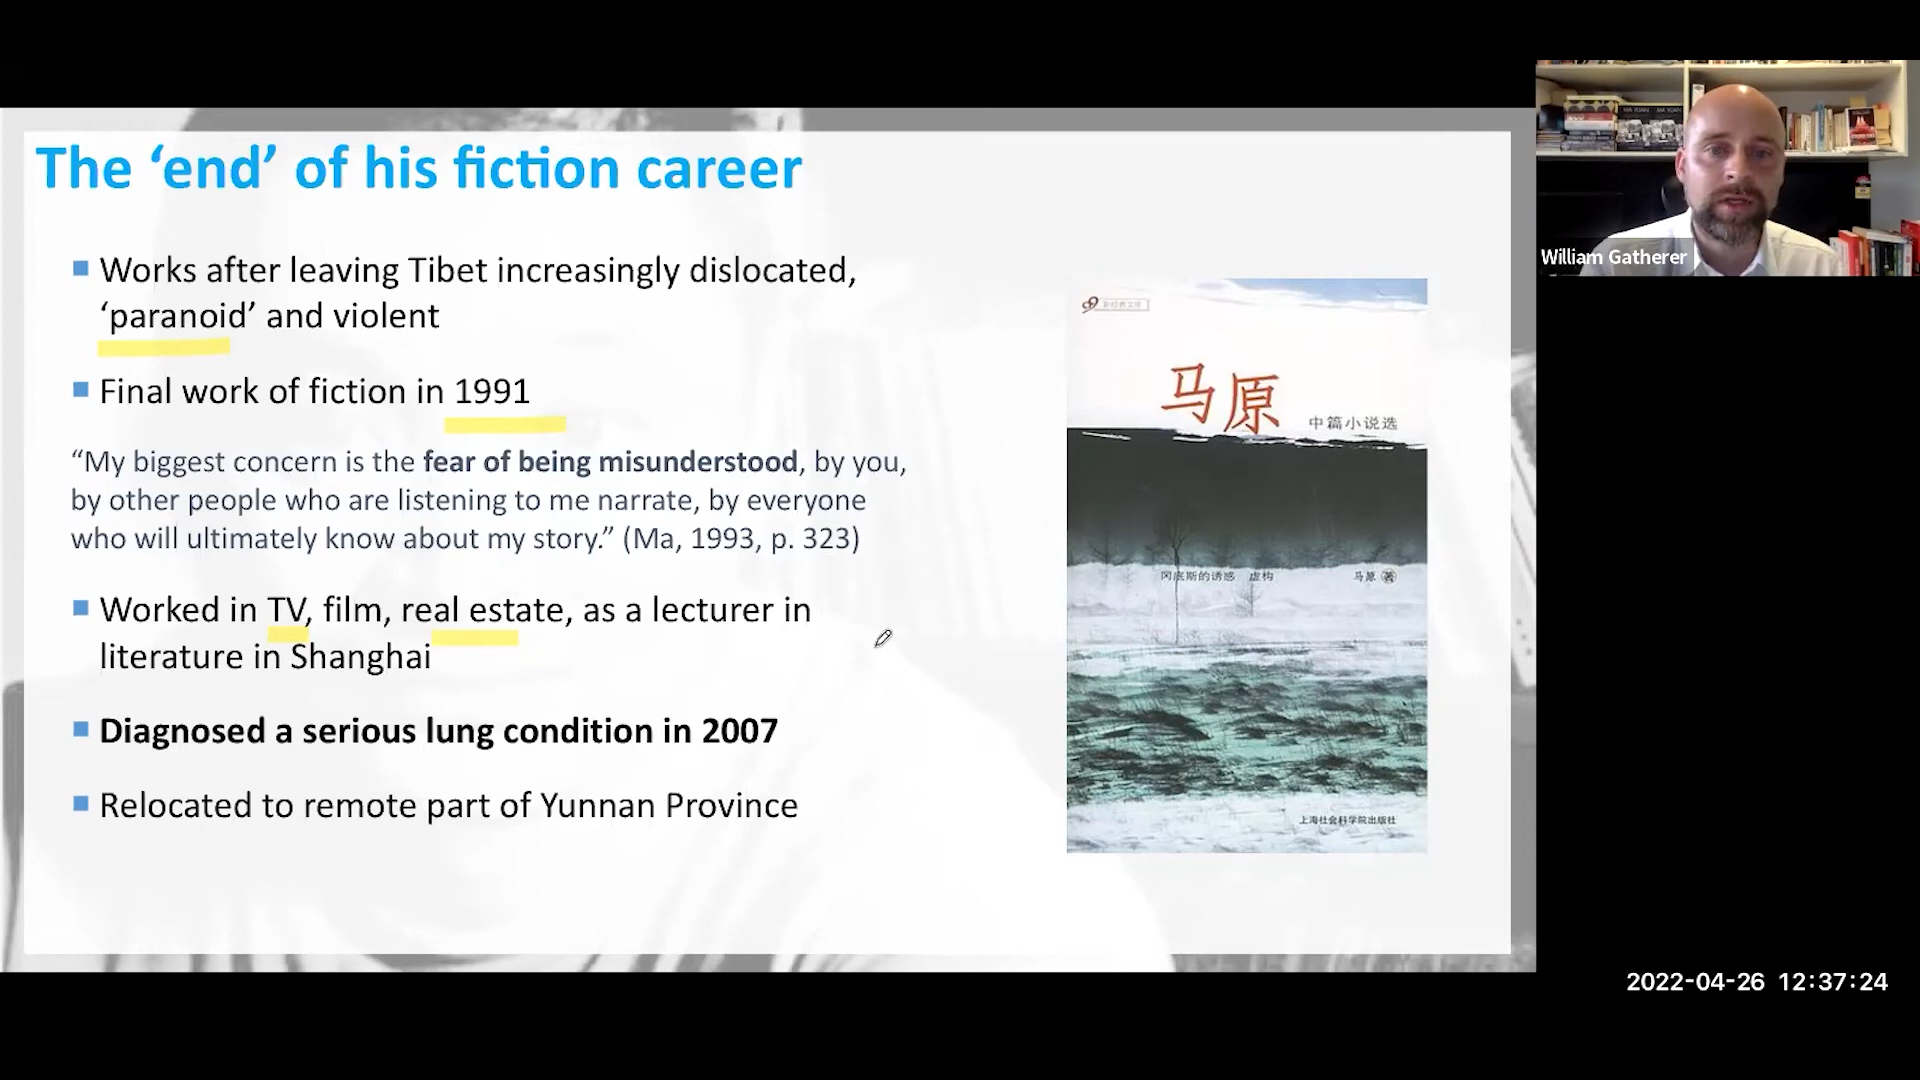 The ‘end’ of his fiction career
Works after leaving Tibet increasingly dislocated,
‘paranoid’ and violent
Final work of fiction in 1991
“My biggest concern is the fear of being misunderstood, by you,
by other people who are listening to me narrate, by everyone
who will ultimately know about my story.” (Ma, 1993, p. 323)
Worked in TV, film, real estate, as a lecturer in
literature in Shanghai
Diagnosed a serious lung condition in 2007
Relocated to remote part of Yunnan Province
99
马原
中篇小说选
冈底斯的诱惑 虚构
马原 著
上海社会科学院出版社
MA YUAN MA YUAN
William Gatherer
2022-04-26 12:37:24